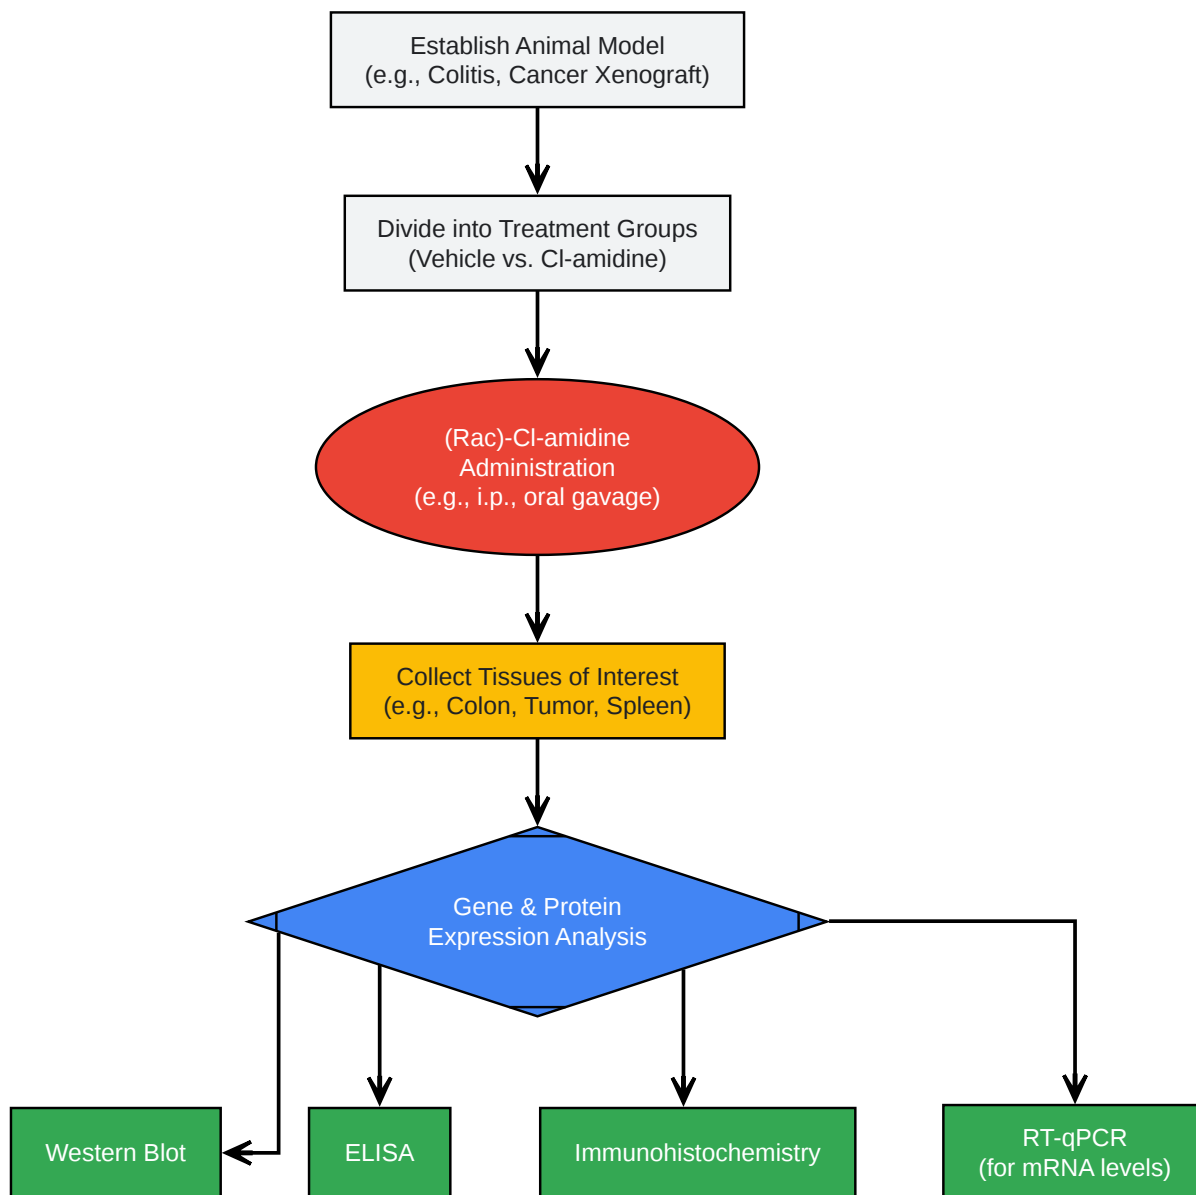 Establish Animal Model
(e.g., Colitis, Cancer Xenograft)
Divide into Treatment Groups
(Vehicle vs. Cl-amidine)
(Rac)-Cl-amidine
Administration
(e.g., i.p., oral gavage)
Collect Tissues of Interest
(e.g., Colon, Tumor, Spleen)
Gene & Protein
Expression Analysis
Western Blot
ELISA
Immunohistochemistry
RT-qPCR
(for mRNA levels)